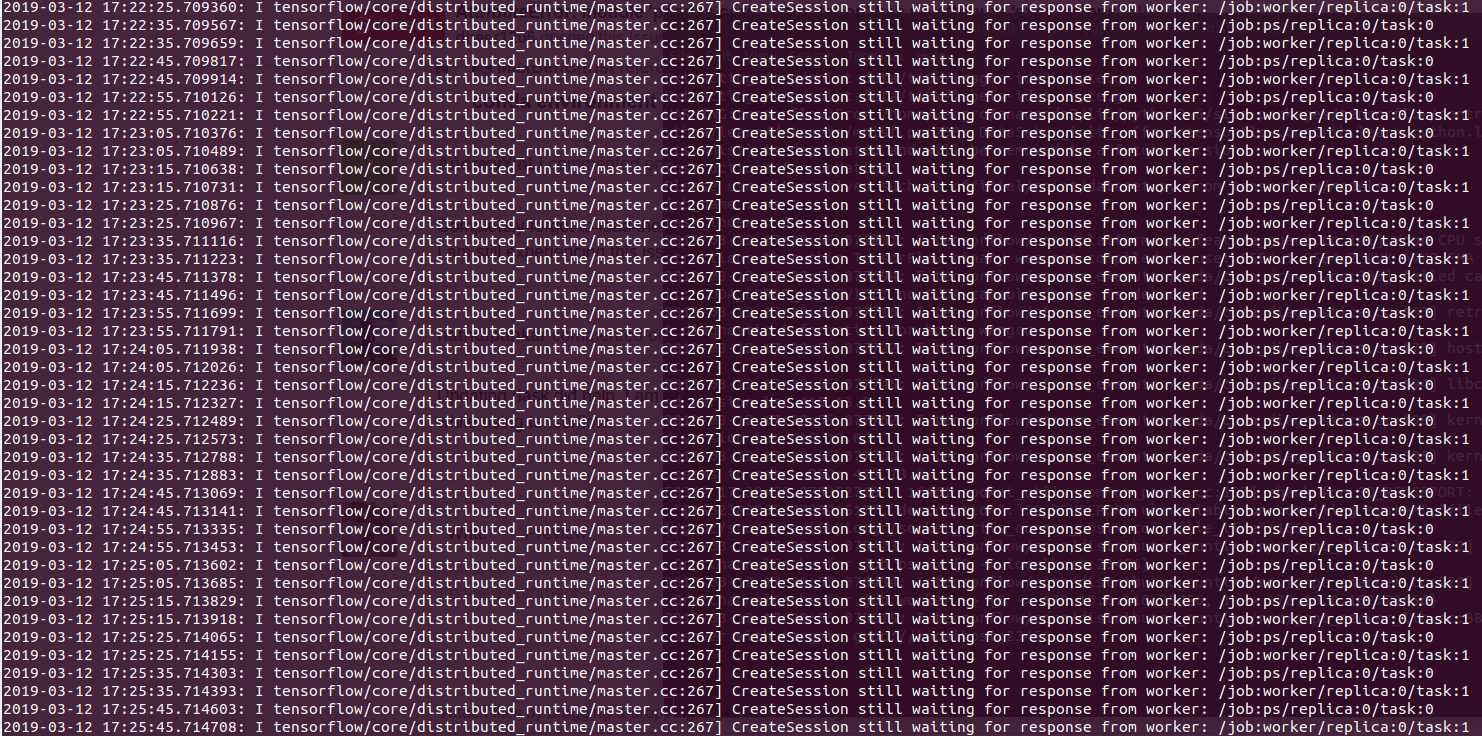 2019-03-12 17:22:25.709360: I tensorflow/core/distributed_runtime/master.cc:267] CreateSession still waiting for response from worker: /job:worker/replica:0/task:1
2019-03-12 17:22:35.709567: I tensorflow/core/distributed_runtime/master.cc:267] CreateSession still waiting for response from worker: /job:ps/replica:0/task:0
2019-03-12 17:22:35.709659: I tensorflow/core/distributed_runtime/master.cc:267] CreateSession still waiting for response from worker: /job:worker/replica:0/task:1
2019-03-12 17:22:45.709817: I tensorflow/core/distributed_runtime/master.cc:267] CreateSession still waiting for response from worker: /job:ps/replica:0/task:0
2019-03-12 17:22:45.709914: I tensorflow/core/distributed_runtime/master.cc:267] CreateSession still waiting for response from worker: /job:worker/replica:0/task:1
2019-03-12 17:22:55.710126: I tensorflow/core/distributed_runtime/master.cc:267] CreateSession still waiting for response from worker: /job:ps/replica:0/task:0
2019-03-12 17:22:55.710221: I tensorflow/core/distributed_runtime/master.cc:267] CreateSession still waiting for response from worker: /job:worker/replica:0/task:1
2019-03-12 17:23:05.710376: I tensorflow/core/distributed_runtime/master.cc:267] CreateSession still waiting for response from worker: /job:ps/replica:0/task:0
2019-03-12 17:23:05.710489: I tensorflow/core/distributed_runtime/master.cc:267] CreateSession still waiting for response from worker: /job:worker/replica:0/task:1
2019-03-12 17:23:15.710638: I tensorflow/core/distributed_runtime/master.cc:267] CreateSession still waiting for response from worker: /job:ps/replica:0/task:0
2019-03-12 17:23:15.710731: I tensorflow/core/distributed_runtime/master.cc:267] CreateSession still waiting for response from worker: /job:worker/replica:0/task:1
2019-03-12 17:23:25.710876: I tensorflow/core/distributed_runtime/master.cc:267] CreateSession still waiting for response from worker: /job:ps/replica:0/task:0
2019-03-12 17:23:25.710967: I tensorflow/core/distributed_runtime/master.cc:267] CreateSession still waiting for response from worker: /job:worker/replica:0/task:1
2019-03-12 17:23:35.711116: I tensorflow/core/distributed_runtime/master.cc:267] CreateSession still waiting for response from worker: /job:ps/replica:0/task:0
2019-03-12 17:23:35.711223: I tensorflow/core/distributed_runtime/master.cc:267] CreateSession still waiting for response from worker: /job:worker/replica:0/task:1
2019-03-12 17:23:45.711378: I tensorflow/core/distributed_runtime/master.cc:267] CreateSession still waiting for response from worker: /job:ps/replica:0/task:0
2019-03-12 17:23:45.711496: I tensorflow/core/distributed_runtime/master.cc:267] CreateSession still waiting for response from worker: /job:worker/replica:0/task:1
2019-03-12 17:23:55.711699: I tensorflow/core/distributed_runtime/master.cc:267] CreateSession still waiting for response from worker: /job:ps/replica:0/task:0
2019-03-12 17:23:55.711791: I tensorflow/core/distributed_runtime/master.cc:267] CreateSession still waiting for response from worker: /job:worker/replica:0/task:1
2019-03-12 17:24:05.711938: I tensorflow/core/distributed_runtime/master.cc:267] CreateSession still waiting for response from worker: /job:ps/replica:0/task:0
2019-03-12 17:24:05.712026: I tensorflow/core/distributed_runtime/master.cc:267] CreateSession still waiting for response from worker: /job:worker/replica:0/task:1
2019-03-12 17:24:15.712236: I tensorflow/core/distributed_runtime/master.cc:267] CreateSession still waiting for response from worker: /job:ps/replica:0/task:0
2019-03-12 17:24:15.712327: I tensorflow/core/distributed_runtime/master.cc:267] CreateSession still waiting for response from worker: /job:worker/replica:0/task:1
2019-03-12 17:24:25.712489: I tensorflow/core/distributed_runtime/master.cc:267] CreateSession still waiting for response from worker: /job:ps/replica:0/task:0
2019-03-12 17:24:25.712573: I tensorflow/core/distributed_runtime/master.cc:267] CreateSession still waiting for response from worker: /job:worker/replica:0/task:1
2019-03-12 17:24:35.712788: I tensorflow/core/distributed_runtime/master.cc:267] CreateSession still waiting for response from worker: /job:ps/replica:0/task:0
2019-03-12 17:24:35.712883: I tensorflow/core/distributed_runtime/master.cc:267] CreateSession still waiting for response from worker: /job:worker/replica:0/task:1
2019-03-12 17:24:45.713069: I tensorflow/core/distributed_runtime/master.cc:267] CreateSession still waiting for response from worker: /job:ps/replica:0/task:0
2019-03-12 17:24:45.713141: I tensorflow/core/distributed_runtime/master.cc:267] CreateSession still waiting for response from worker: /job:worker/replica:0/task:1
2019-03-12 17:24:55.713335: I tensorflow/core/distributed_runtime/master.cc:267] CreateSession still waiting for response from worker: /job:ps/replica:0/task:0
2019-03-12 17:24:55.713453: I tensorflow/core/distributed_runtime/master.cc:267] CreateSession still waiting for response from worker: /job:worker/replica:0/task:1
2019-03-12 17:25:05.713602: I tensorflow/core/distributed_runtime/master.cc:267] CreateSession still waiting for response from worker: /job:ps/replica:0/task:0
2019-03-12 17:25:05.713685: I tensorflow/core/distributed_runtime/master.cc:267] CreateSession still waiting for response from worker: /job:worker/replica:0/task:1
2019-03-12 17:25:15.713829: I tensorflow/core/distributed_runtime/master.cc:267] CreateSession still waiting for response from worker: /job:ps/replica:0/task:0
2019-03-12 17:25:15.713918: I tensorflow/core/distributed_runtime/master.cc:267] CreateSession still waiting for response from worker: /job:worker/replica:0/task:1
2019-03-12 17:25:25.714065: I tensorflow/core/distributed_runtime/master.cc:267] CreateSession still waiting for response from worker: /job:ps/replica:0/task:0
2019-03-12 17:25:25.714155: I tensorflow/core/distributed_runtime/master.cc:267] CreateSession still waiting for response from worker: /job:worker/replica:0/task:1
2019-03-12 17:25:35.714303: I tensorflow/core/distributed_runtime/master.cc:267] CreateSession still waiting for response from worker: /job:ps/replica:0/task:0
2019-03-12 17:25:35.714393: I tensorflow/core/distributed_runtime/master.cc:267] CreateSession still waiting for response from worker: /job:worker/replica:0/task:1
2019-03-12 17:25:45.714603: I tensorflow/core/distributed_runtime/master.cc:267] CreateSession still waiting for response from worker: /job:ps/replica:0/task:0
2019-03-12 17:25:45.714708: I tensorflow/core/distributed_runtime/master.cc:267] CreateSession still waiting for response from worker: /job:worker/replica:0/task:1